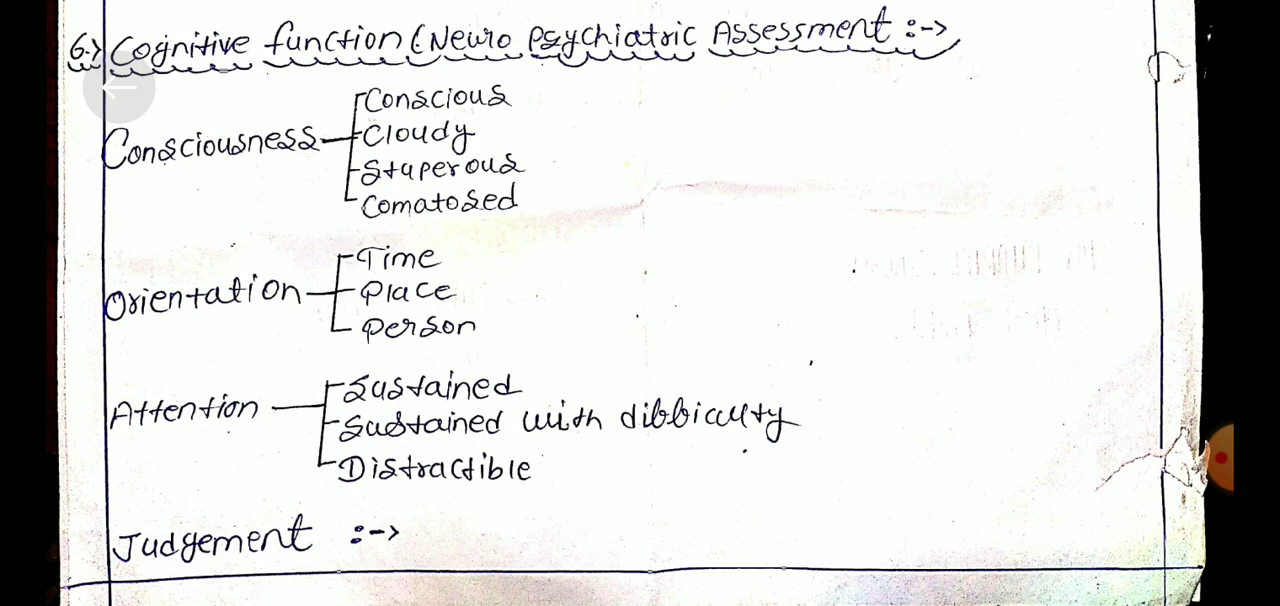 6.> Cognitive function (Neuro psychiatric Assessment :->
Consciousness
Conscious
Cloudy
Stuperous
Comatosed
Orientation
Time
Place
Person
Attention
Sustained
Sustained with difficulty
Distractible
Judgement :->